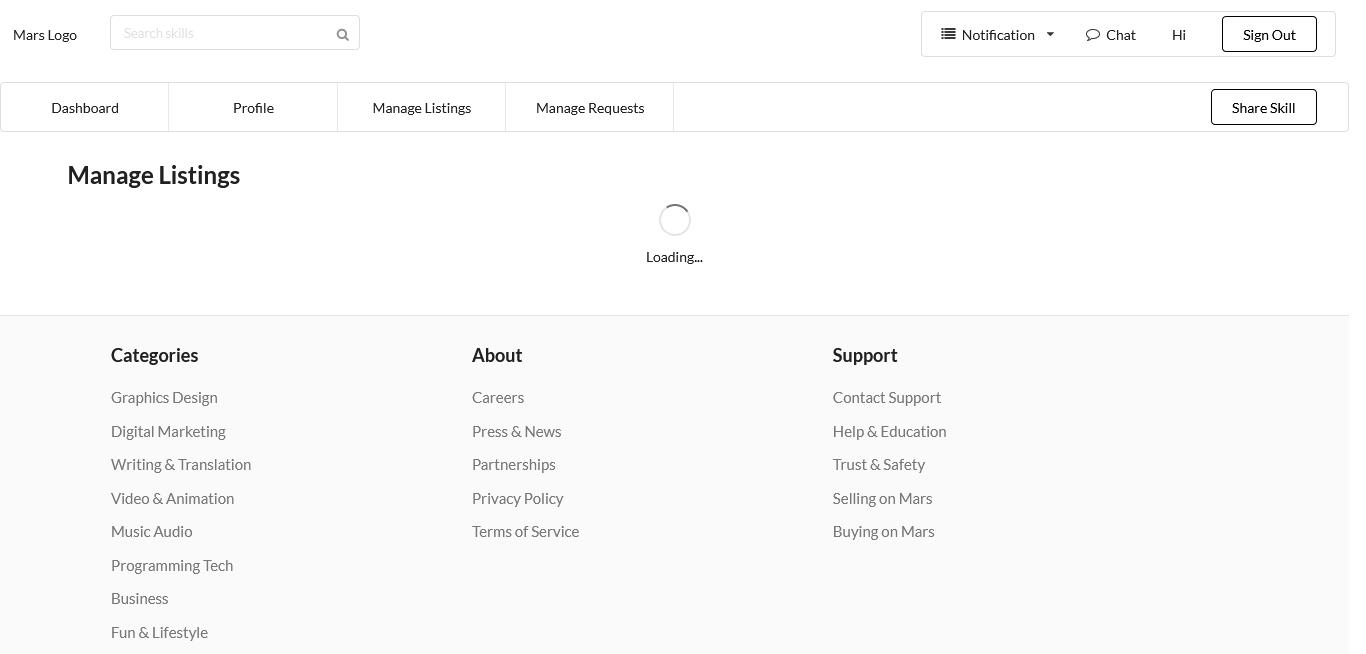 Mars Logo
Search skills
Notification
Chat
Hi
Sign Out
Dashboard
Profile
Manage Listings
Manage Requests
Share Skill
Manage Listings
Loading...
Categories
Graphics Design
Digital Marketing
Writing & Translation
Video & Animation
Music Audio
Programming Tech
Business
Fun & Lifestyle
About
Careers
Press & News
Partnerships
Privacy Policy
Terms of Service
Support
Contact Support
Help & Education
Trust & Safety
Selling on Mars
Buying on Mars